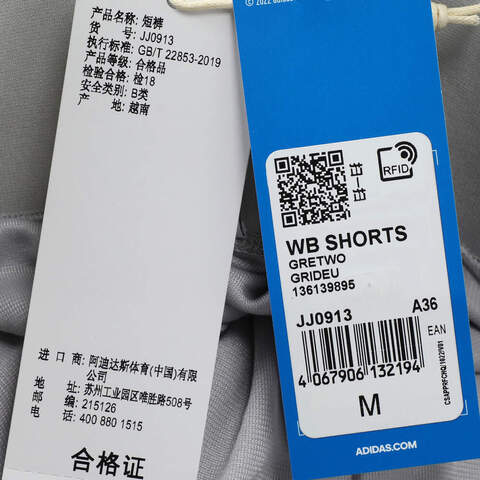 产品名称: 短裤
货 号: JJ0913
执行标准: GB/T 22853-2019
产品等级: 合格品
检验合格: 检18
安全类别: B类
产 地: 越南
进 口 商: 阿迪达斯体育(中国)有限
公司
地 址: 苏州工业园区唯胜路508号
邮 编: 215126
电 话: 400 880 1515
合格证
RFID
WB SHORTS
GRETWO
GRIDEU
136139895
JJ0913 A36
EAN
4 067906 132194
M
ADIDAS.COM